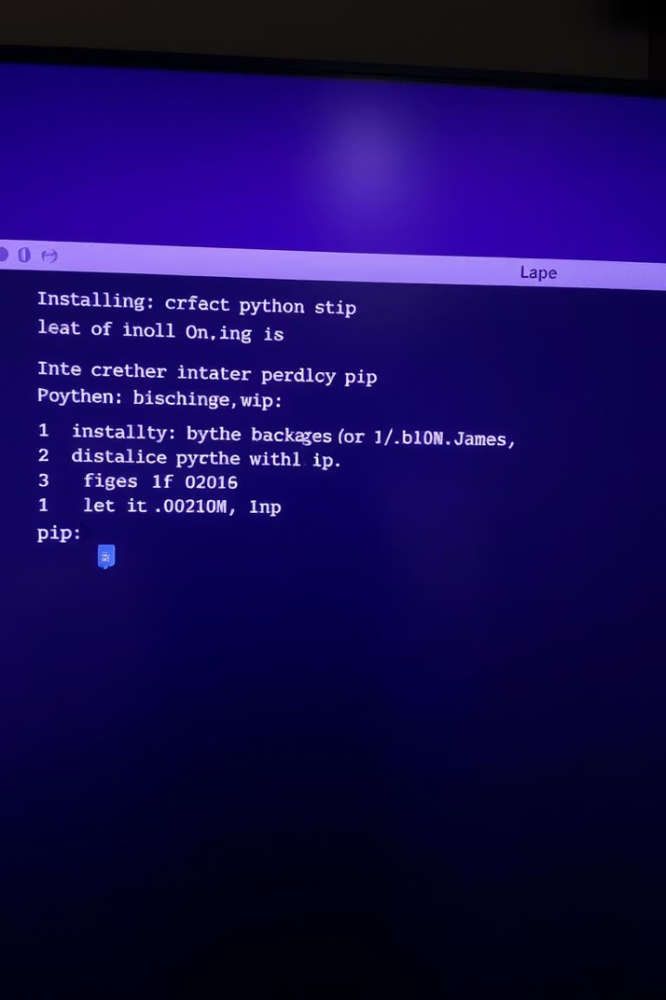 Lape
Installing: crfact python stip
leat of inoll On,ing is
Inte crether intater perdlcy pip
Poythen: bischinge,wip:
1 installty: bythe backages (or 1/.b10N.James,
2 distalice pyrthe withl ip.
3 figes 1f 02016
1 let it .00210M, Inp
pip: